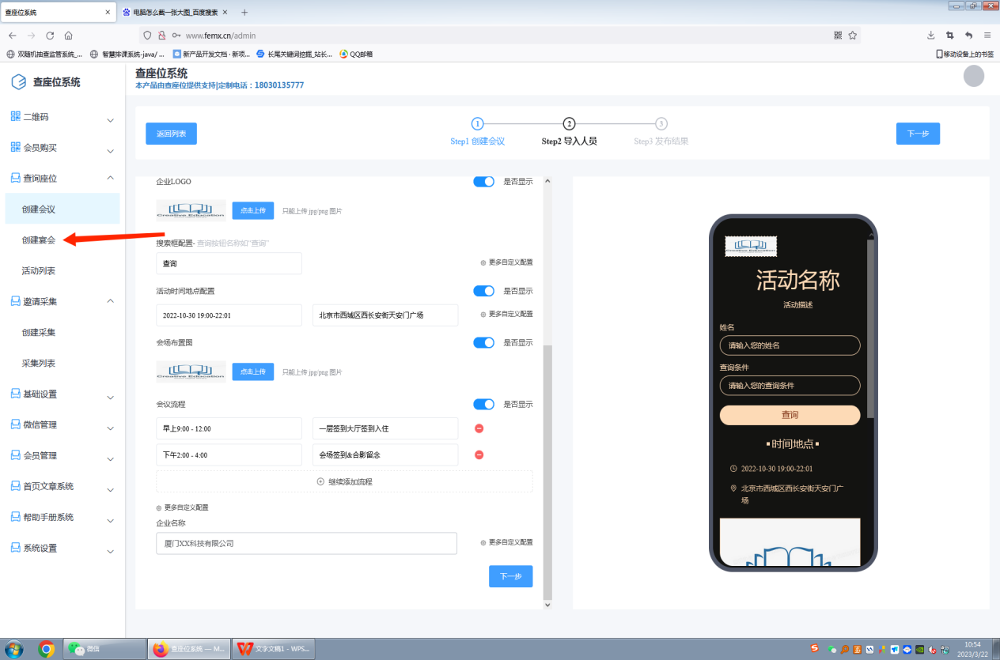 查座位系统
电脑怎么截一张大图_百度搜索
www.femx.cn/admin
双随机抽查监管系统_...
智慧排课系统-java/ ...
新产品开发文档 · 新项...
长尾关键词挖掘_站长...
QQ邮箱
移动设备上的书签
查座位系统
二维码
会员购买
查询座位
创建会议
创建宴会
活动列表
邀请采集
创建采集
采集列表
基础设置
微信管理
会员管理
首页文章系统
帮助手册系统
系统设置
查座位系统
本产品由查座位提供支持|定制电话：18030135777
返回列表
1
2
3
Step1 创建会议
Step2 导入人员
Step3 发布结果
下一步
企业LOGO
是否显示
Creative Education
点击上传
只能上传 jpg/png 图片
搜索框配置- 查询按钮名称如"查询"
查询
更多自定义配置
活动时间地点配置
是否显示
2022-10-30 19:00-22:01
北京市西城区西长安街天安门广场
更多自定义配置
会场布置图
是否显示
Creative Education
点击上传
只能上传 jpg/png 图片
会议流程
是否显示
早上9:00 - 12:00
一层签到大厅签到入住
下午2:00 - 4:00
会场签到&合影留念
继续添加流程
更多自定义配置
企业名称
厦门XX科技有限公司
更多自定义配置
下一步
Creative Education
活动名称
活动描述
姓名
请输入您的姓名
查询条件
请输入您的查询条件
查询
时间地点
2022-10-30 19:00-22:01
北京市西城区西长安街天安门广
场
微信
查座位系统 — M...
文字文稿1 - WPS...
10:54
2023/3/22